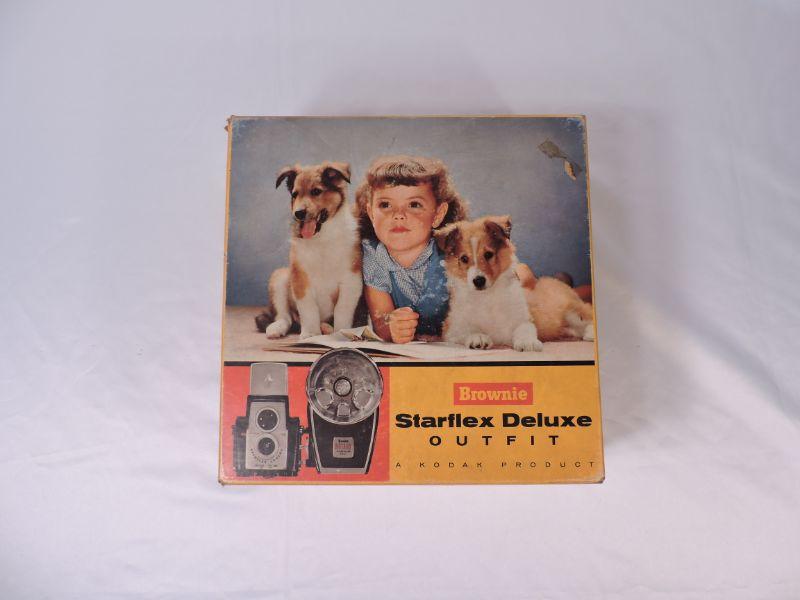 Brownie
Starflex Deluxe
OUTFIT
A KODAK PRODUCT